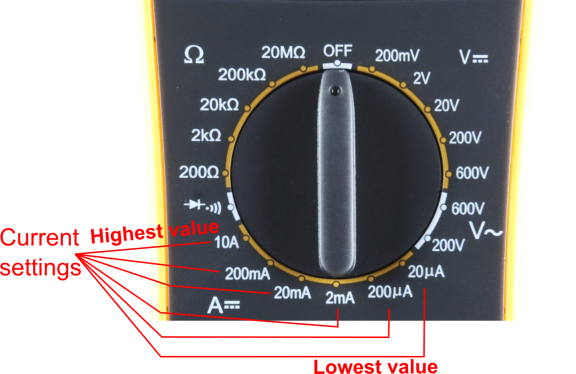 Ω
20MΩ
OFF
200mV
V⎓
200kΩ
2V
20kΩ
20V
2kΩ
200V
200Ω
600V
600V
V~
200V
Current settings
Highest value
10A
200mA
20mA
2mA
200µA
20µA
A⎓
Lowest value